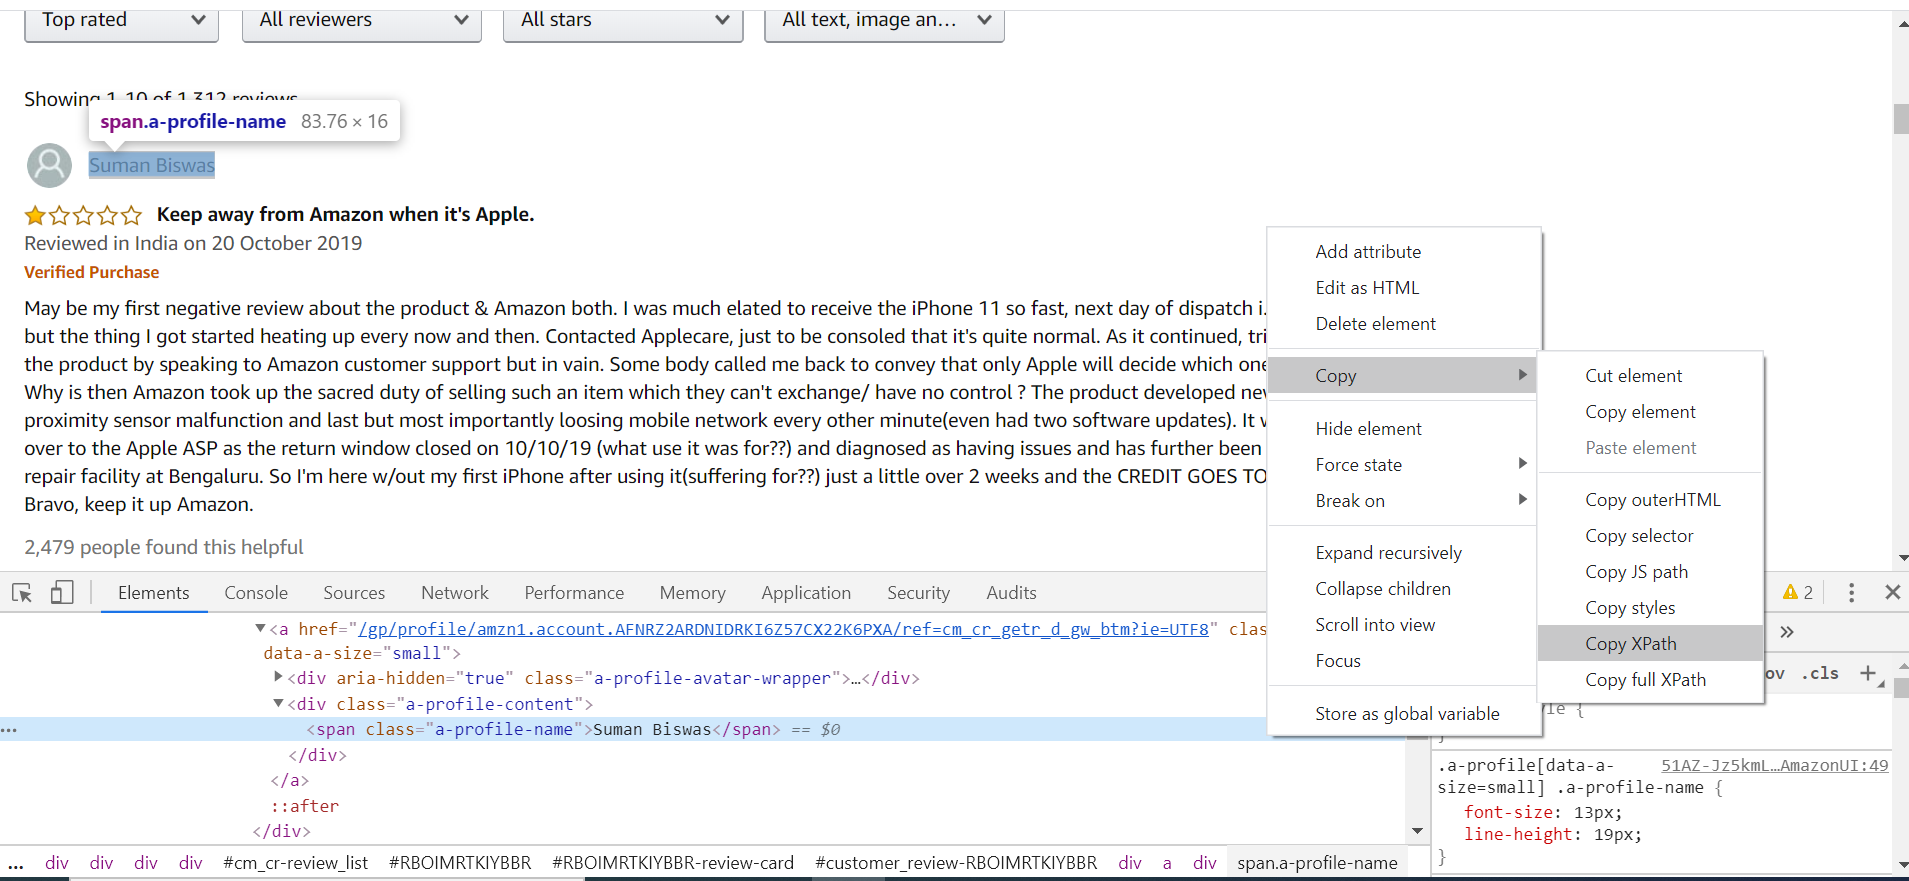 Top rated
All reviewers
All stars
All text, image an...
Showing 1-10 of 1,312 reviews
span.a-profile-name 83.76 × 16
Suman Biswas
Keep away from Amazon when it's Apple.
Reviewed in India on 20 October 2019
Verified Purchase
May be my first negative review about the product & Amazon both. I was much elated to receive the iPhone 11 so fast, next day of dispatch i.
but the thing I got started heating up every now and then. Contacted Applecare, just to be consoled that it's quite normal. As it continued, tri
the product by speaking to Amazon customer support but in vain. Some body called me back to convey that only Apple will decide which one
Why is then Amazon took up the sacred duty of selling such an item which they can't exchange/ have no control ? The product developed nev
proximity sensor malfunction and last but most importantly loosing mobile network every other minute(even had two software updates). It w
over to the Apple ASP as the return window closed on 10/10/19 (what use it was for??) and diagnosed as having issues and has further been
repair facility at Bengaluru. So I'm here w/out my first iPhone after using it(suffering for??) just a little over 2 weeks and the CREDIT GOES TO
Bravo, keep it up Amazon.
2,479 people found this helpful
Add attribute
Edit as HTML
Delete element
Copy
Hide element
Force state
Break on
Expand recursively
Collapse children
Scroll into view
Focus
Store as global variable
Cut element
Copy element
Paste element
Copy outerHTML
Copy selector
Copy JS path
Copy styles
Copy XPath
Copy full XPath
Elements Console Sources Network Performance Memory Application Security Audits
2
<a href="/gp/profile/amzn1.account.AFNRZ2ARDNIDRKI6Z57CX22K6PXA/ref=cm_cr_getr_d_gw_btm?ie=UTF8" clas
data-a-size="small">
<div aria-hidden="true" class="a-profile-avatar-wrapper">…</div>
<div class="a-profile-content">
<span class="a-profile-name">Suman Biswas</span> == $0
</div>
</a>
::after
</div>
ov .cls +
le {
}
.a-profile[data-a- 51AZ-Jz5kmL…AmazonUI:49
size=small] .a-profile-name {
font-size: 13px;
line-height: 19px;
}
... div div div div #cm_cr-review_list #RBOIMRTKIYBBR #RBOIMRTKIYBBR-review-card #customer_review-RBOIMRTKIYBBR div a div span.a-profile-name